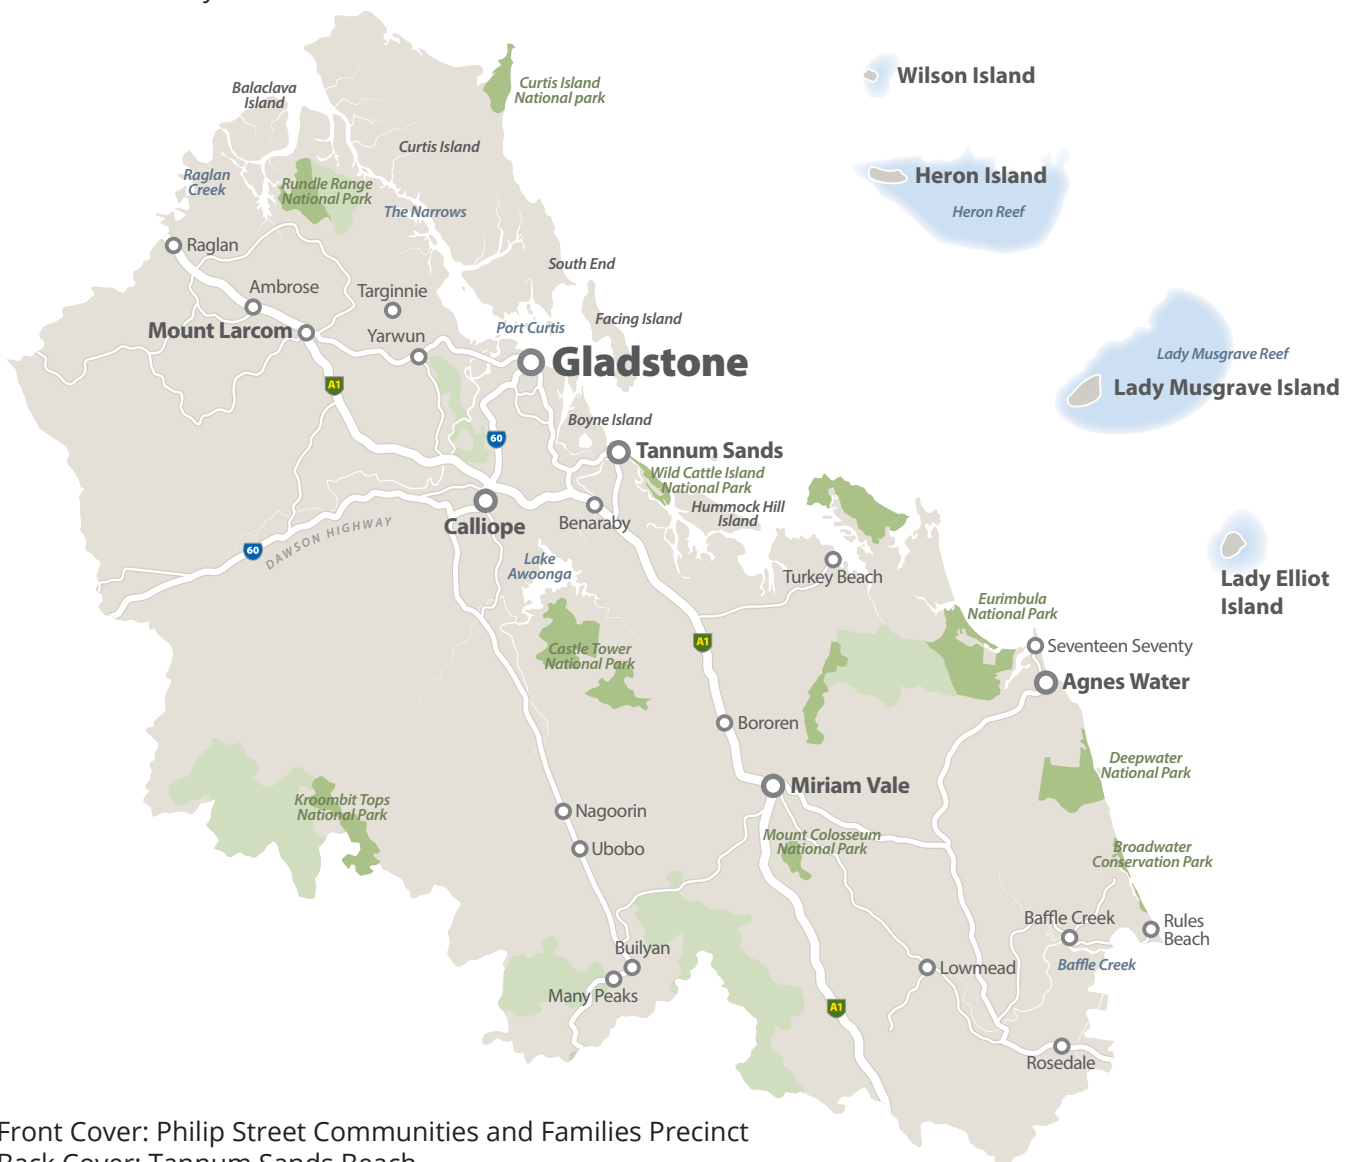 Wilson Island
Curtis Island
National park
Balaclava
Island
Curtis Island
Raglan
Creek
Rundle Range
National Park
The Narrows
Heron Island
Heron Reef
Raglan
South End
Ambrose
Targinnie
Facing Island
Mount Larcom
Yarwun
Port Curtis
Gladstone
Lady Musgrave Reef
Lady Musgrave Island
A1
Boyne Island
60
Tannum Sands
Wild Cattle Island
National Park
Hummock Hill
Island
Calliope
Benaraby
DAWSON HIGHWAY
60
Lake
Awoonga
Turkey Beach
Lady Elliot
Island
Eurimbula
National Park
A1
Castle Tower
National Park
Seventeen Seventy
Agnes Water
Bororen
Deepwater
National Park
Miriam Vale
Kroombit Tops
National Park
Nagoorin
Mount Colosseum
National Park
Ubobo
Broadwater
Conservation Park
Baffle Creek
Rules
Beach
Builyan
Baffle Creek
Lowmead
Many Peaks
A1
Rosedale
Front Cover: Philip Street Communities and Families Precinct
Back Cover: Tannum Sands Beach